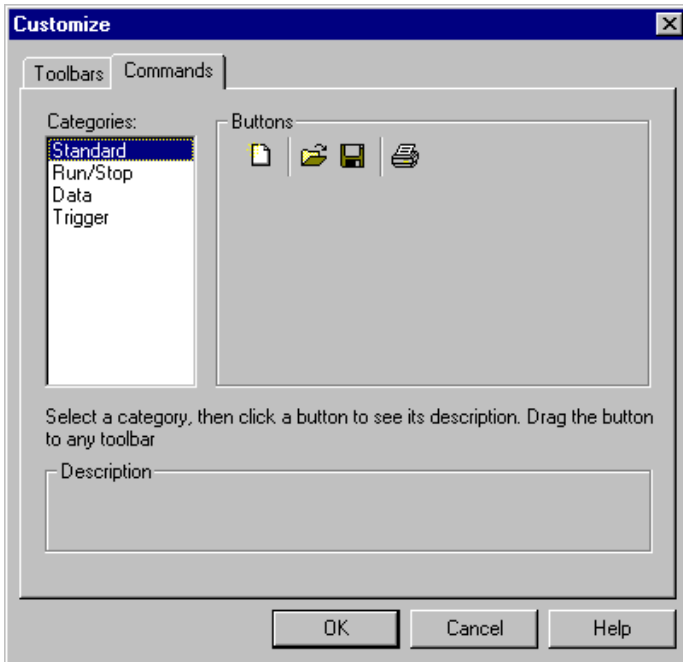 Customize
Toolbars Commands
Categories:
Buttons
Standard
Run/Stop
Data
Trigger
Select a category, then click a button to see its description. Drag the button
to any toolbar
Description
OK Cancel Help